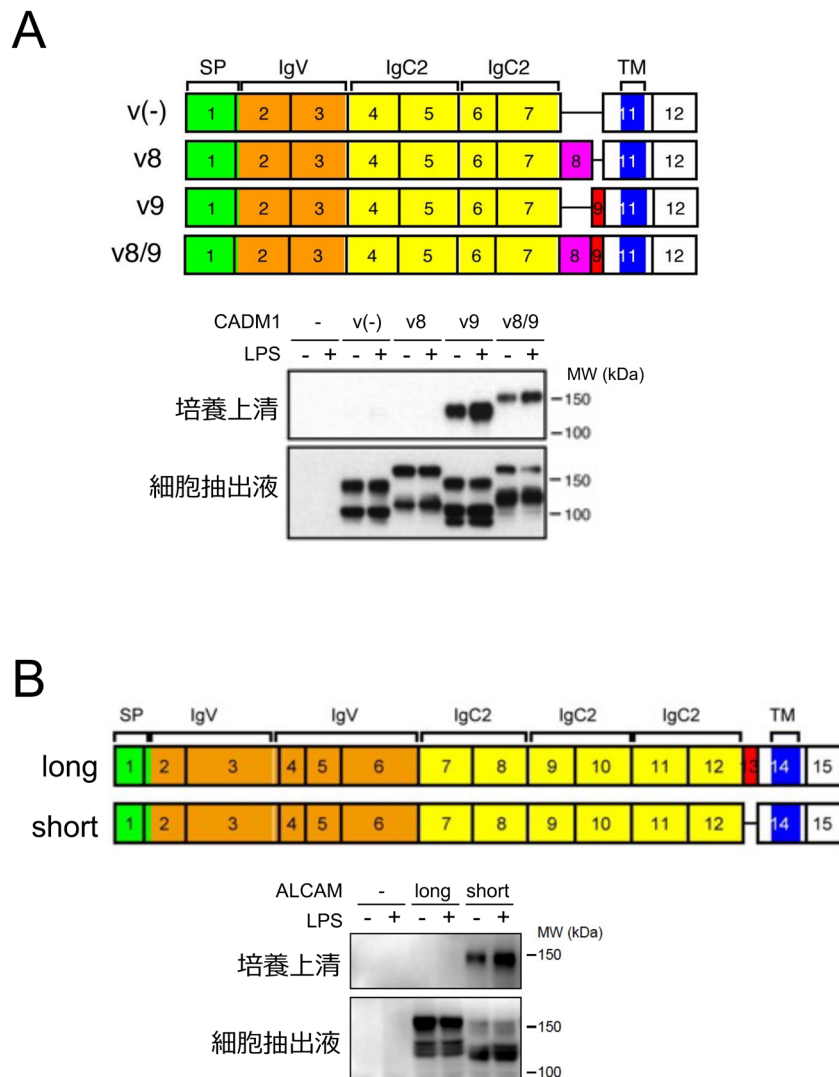 A
SP IgV IgC2 IgC2 TM
v(-) 1 2 3 4 5 6 7 11 12
v8 1 2 3 4 5 6 7 8 11 12
v9 1 2 3 4 5 6 7 9 11 12
v8/9 1 2 3 4 5 6 7 8 9 11 12
CADM1 - v(-) v8 v9 v8/9
LPS - + - + - + - + - +
MW (kDa)
培養上清
150
100
細胞抽出液
150
100
B
SP IgV IgV IgC2 IgC2 IgC2 TM
long 1 2 3 4 5 6 7 8 9 10 11 12 13 14 15
short 1 2 3 4 5 6 7 8 9 10 11 12 14 15
ALCAM - long short
LPS - + - + - +
MW (kDa)
培養上清
150
細胞抽出液
150
100